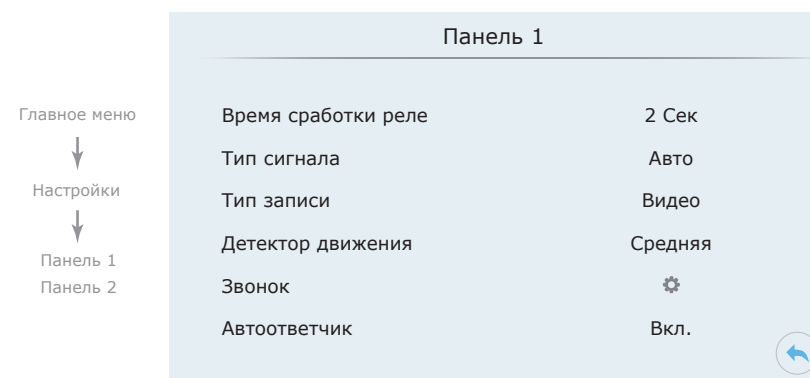 Панель 1
Главное меню
Настройки
Панель 1
Панель 2
Время сработки реле 2 Сек
Тип сигнала Авто
Тип записи Видео
Детектор движения Средняя
Звонок
Автоответчик Вкл.